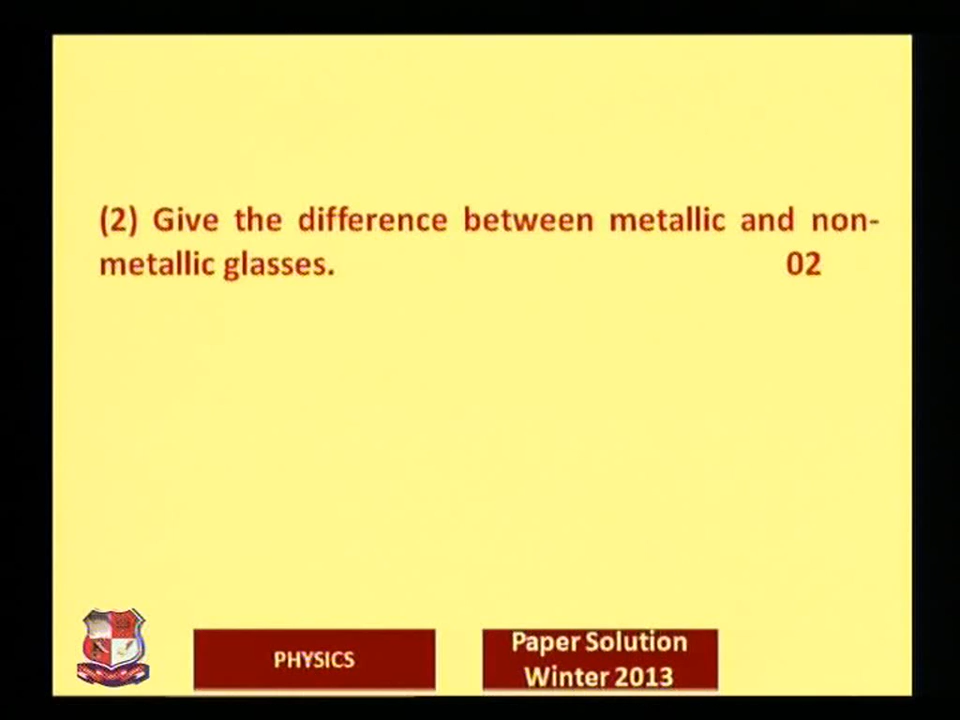 (2) Give the difference between metallic and non-
metallic glasses. 02
PHYSICS
Paper Solution
Winter 2013